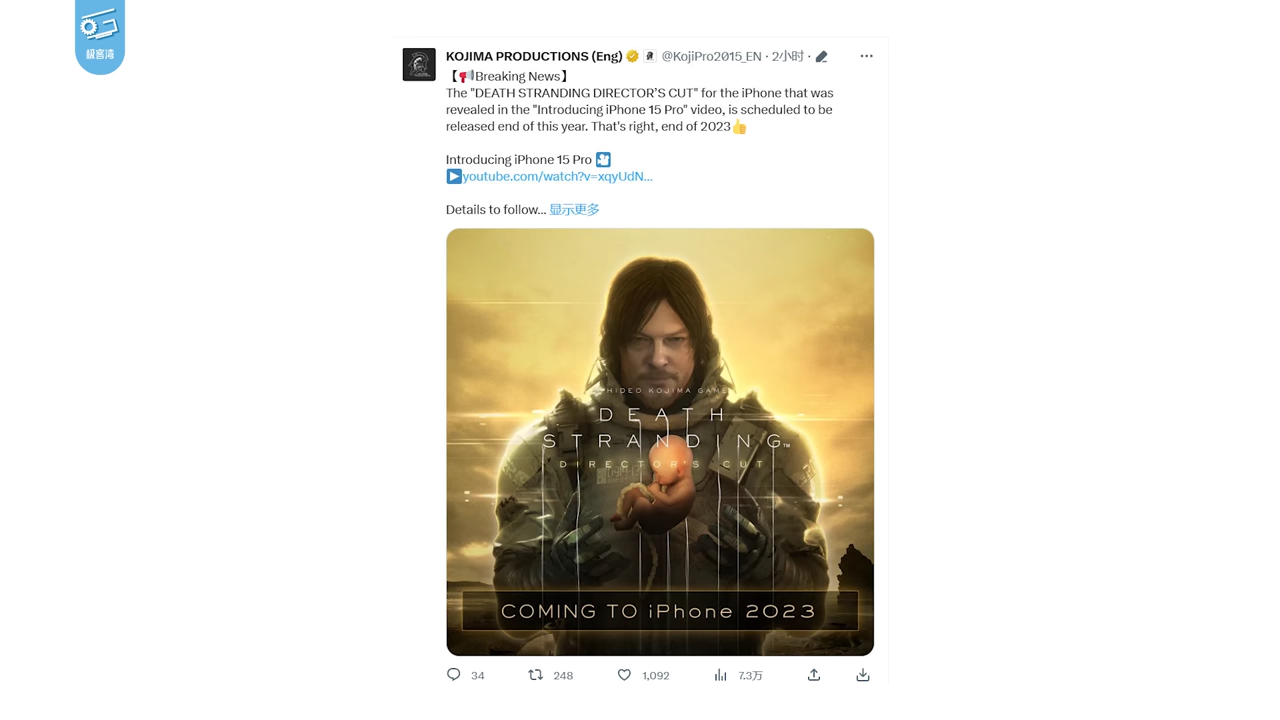 极客湾
KOJIMA PRODUCTIONS (Eng) @KojiPro2015_EN · 2小时 ·
【📢Breaking News】
The "DEATH STRANDING DIRECTOR'S CUT" for the iPhone that was
revealed in the "Introducing iPhone 15 Pro" video, is scheduled to be
released end of this year. That's right, end of 2023👍
Introducing iPhone 15 Pro 🎦
▶️youtube.com/watch?v=xqyUdN...
Details to follow... 显示更多
HIDEO KOJIMA GAME
DEATH
STRANDING™
DIRECTOR'S CUT
COMING TO iPhone 2023
34 248 1,092 7.3万